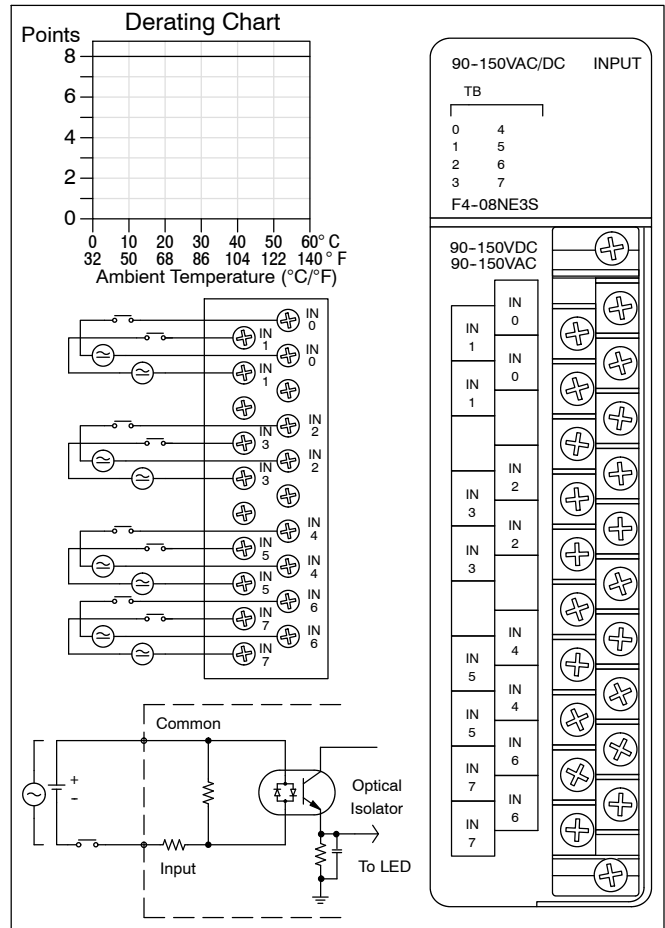 Derating Chart
Points
8
6
4
2
0
0 10 20 30 40 50 60°C
32 50 68 86 104 122 140°F
Ambient Temperature (°C/°F)
IN
0
IN
1
IN
0
IN
1
IN
2
IN
3
IN
2
IN
3
IN
4
IN
5
IN
4
IN
5
IN
6
IN
7
IN
6
IN
7
Common
+
-
Input
Optical
Isolator
To LED
90-150VAC/DC INPUT
TB
0 4
1 5
2 6
3 7
F4-08NE3S
90-150VDC
90-150VAC
IN
0
IN
1
IN
0
IN
1
IN
2
IN
3
IN
2
IN
3
IN
4
IN
5
IN
4
IN
5
IN
6
IN
7
IN
6
IN
7